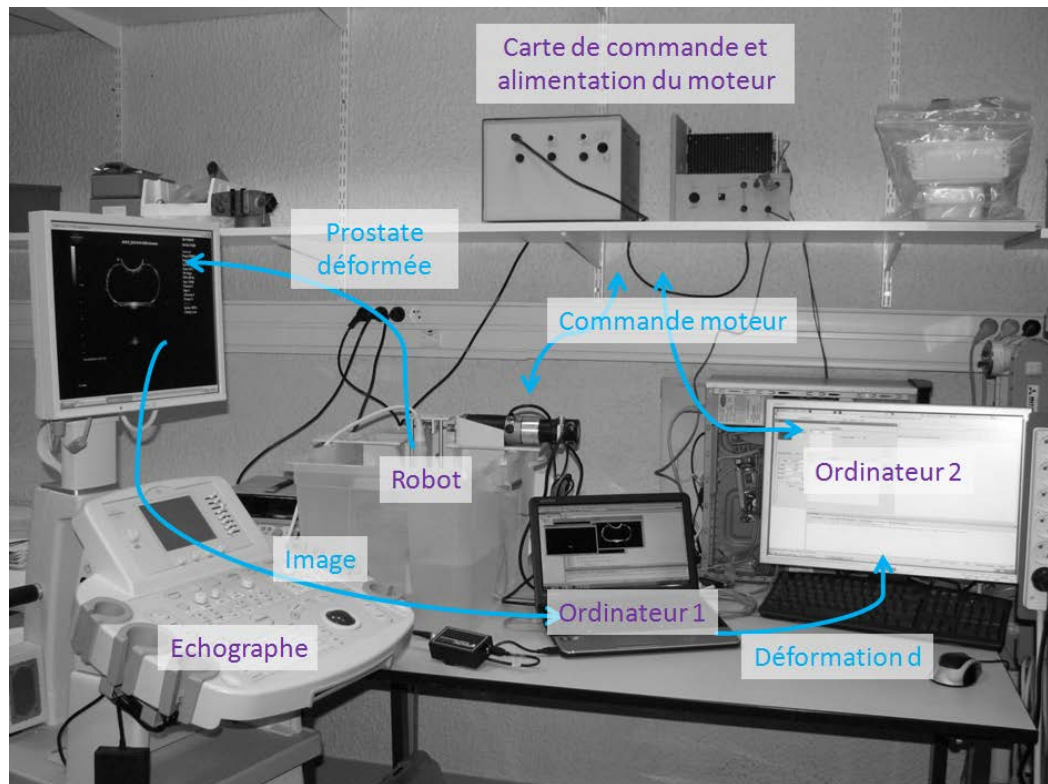 Carte de commande et
alimentation du moteur
Prostate
déformée
Commande moteur
Robot
Ordinateur 2
Image
Ordinateur 1
Echographe
Déformation d